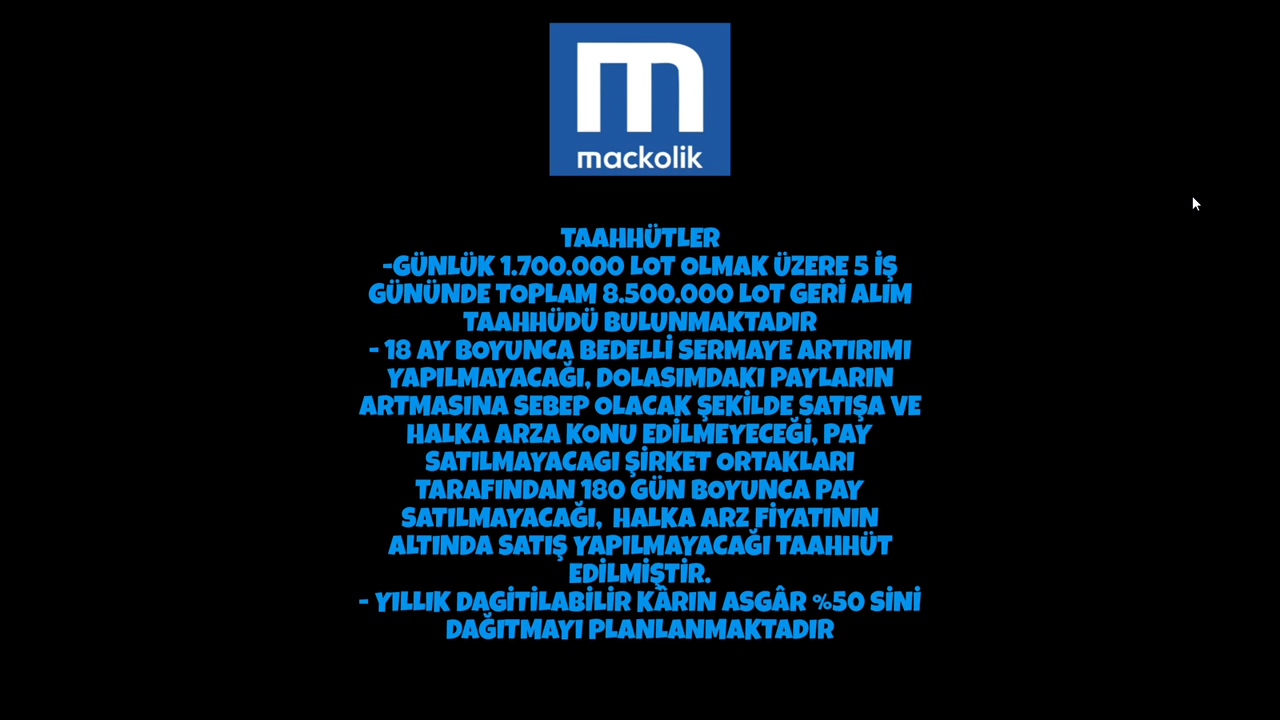 mackolik
TAAHHÜTLER
-GÜNLÜK 1.700.000 LOT OLMAK ÜZERE 5 İŞ
GÜNÜNDE TOPLAM 8.500.000 LOT GERİ ALIM
TAAHHÜDÜ BULUNMAKTADIR
- 18 AY BOYUNCA BEDELLİ SERMAYE ARTIRIMI
YAPILMAYACAĞI, DOLASIMDAKI PAYLARIN
ARTMASINA SEBEP OLACAK ŞEKİLDE SATIŞA VE
HALKA ARZA KONU EDİLMEYECEĞİ, PAY
SATILMAYACAGI ŞİRKET ORTAKLARI
TARAFINDAN 180 GÜN BOYUNCA PAY
SATILMAYACAĞI, HALKA ARZ FİYATININ
ALTINDA SATIŞ YAPILMAYACAĞI TAAHHÜT
EDİLMİŞTİR.
- YILLIK DAGİTİLABİLİR KÂRIN ASGÂR %50 SİNİ
DAĞITMAYI PLANLANMAKTADIR